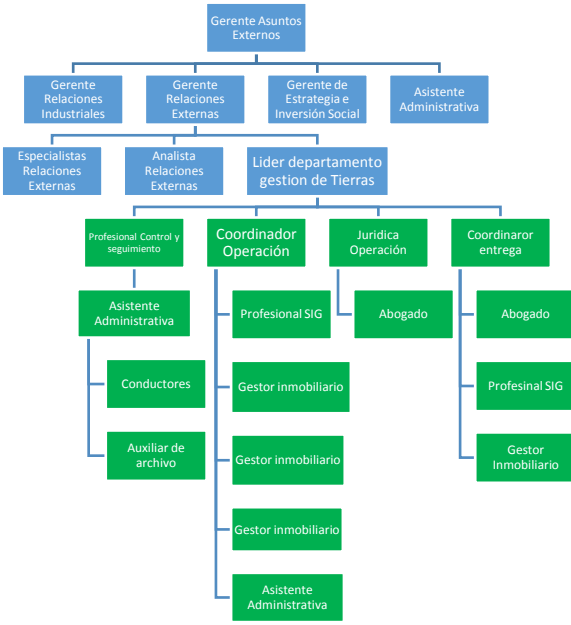 Gerente Asuntos
Externos
Gerente
Relaciones
Industriales
Gerente
Relaciones
Externas
Gerente de
Estrategia e
Inversión Social
Asistente
Administrativa
Especialistas
Relaciones
Externas
Analista
Relaciones
Externas
Lider departamento
gestion de Tierras
Profesional Control y
seguimiento
Coordinador
Operación
Juridica
Operación
Coordinaror
entrega
Asistente
Administrativa
Conductores
Auxiliar de
archivo
Profesional SIG
Gestor inmobiliario
Gestor inmobiliario
Gestor inmobiliario
Asistente
Administrativa
Abogado
Abogado
Profesinal SIG
Gestor
Inmobiliario